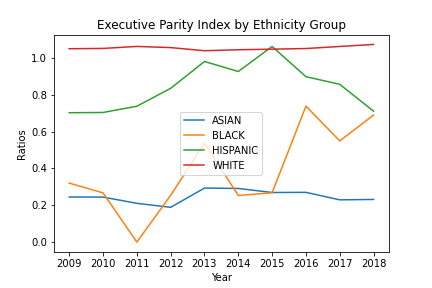 Executive Parity Index by Ethnicity Group
Ratios
1.0
0.8
0.6
0.4
0.2
0.0
ASIAN
BLACK
HISPANIC
WHITE
2009 2010 2011 2012 2013 2014 2015 2016 2017 2018
Year